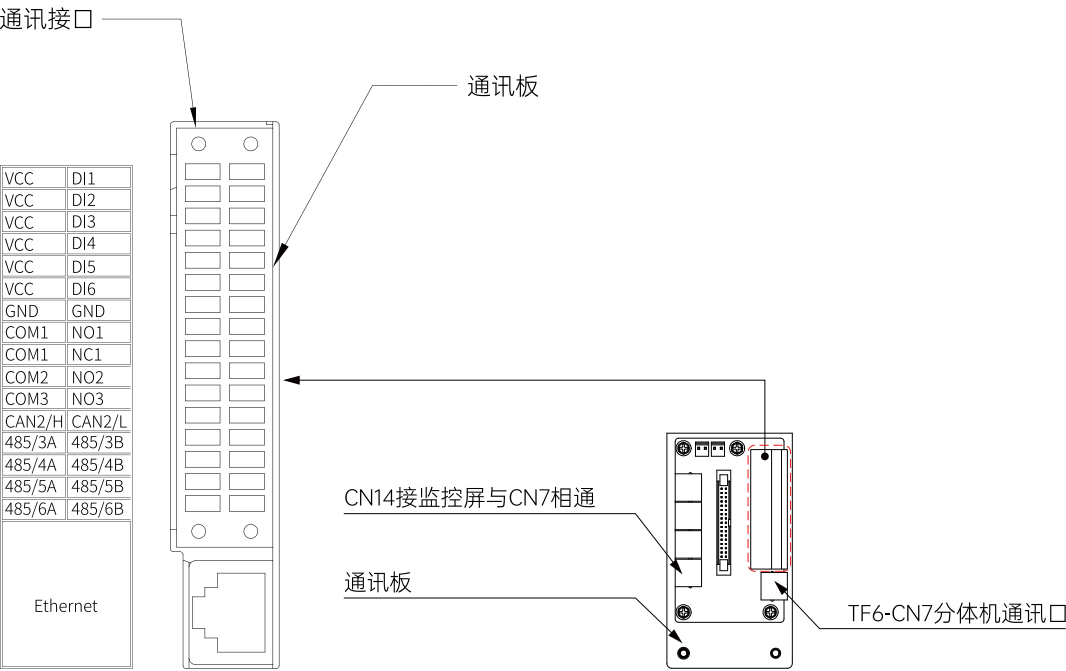 通讯接口
通讯板
VCC DI1
VCC DI2
VCC DI3
VCC DI4
VCC DI5
VCC DI6
GND GND
COM1 NO1
COM1 NC1
COM2 NO2
COM3 NO3
CAN2/H CAN2/L
485/3A 485/3B
485/4A 485/4B
485/5A 485/5B
485/6A 485/6B
Ethernet
CN14接监控屏与CN7相通
通讯板
TF6-CN7分体机通讯口